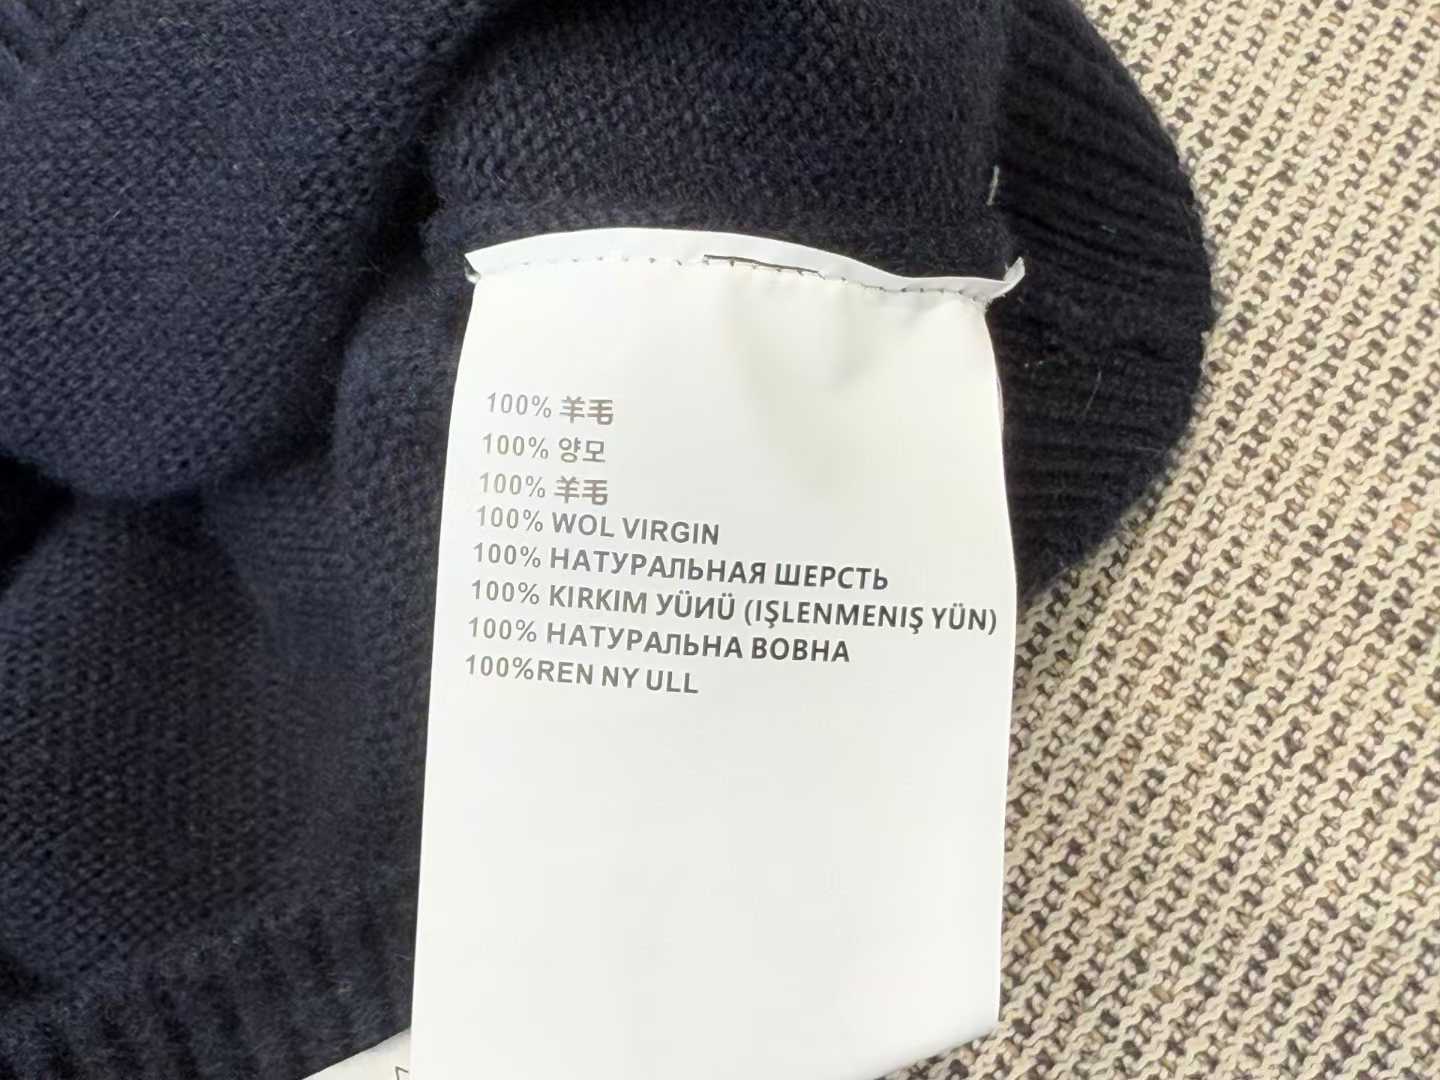 100% 羊毛
100% 양모
100% 羊毛
100% WOL VIRGIN
100% НАТУРАЛЬНАЯ ШЕРСТЬ
100% KIRKIM УÜИÜ (IŞLENMENIŞ YÜN)
100% НАТУРАЛЬНА ВОВНА
100%REN NY ULL